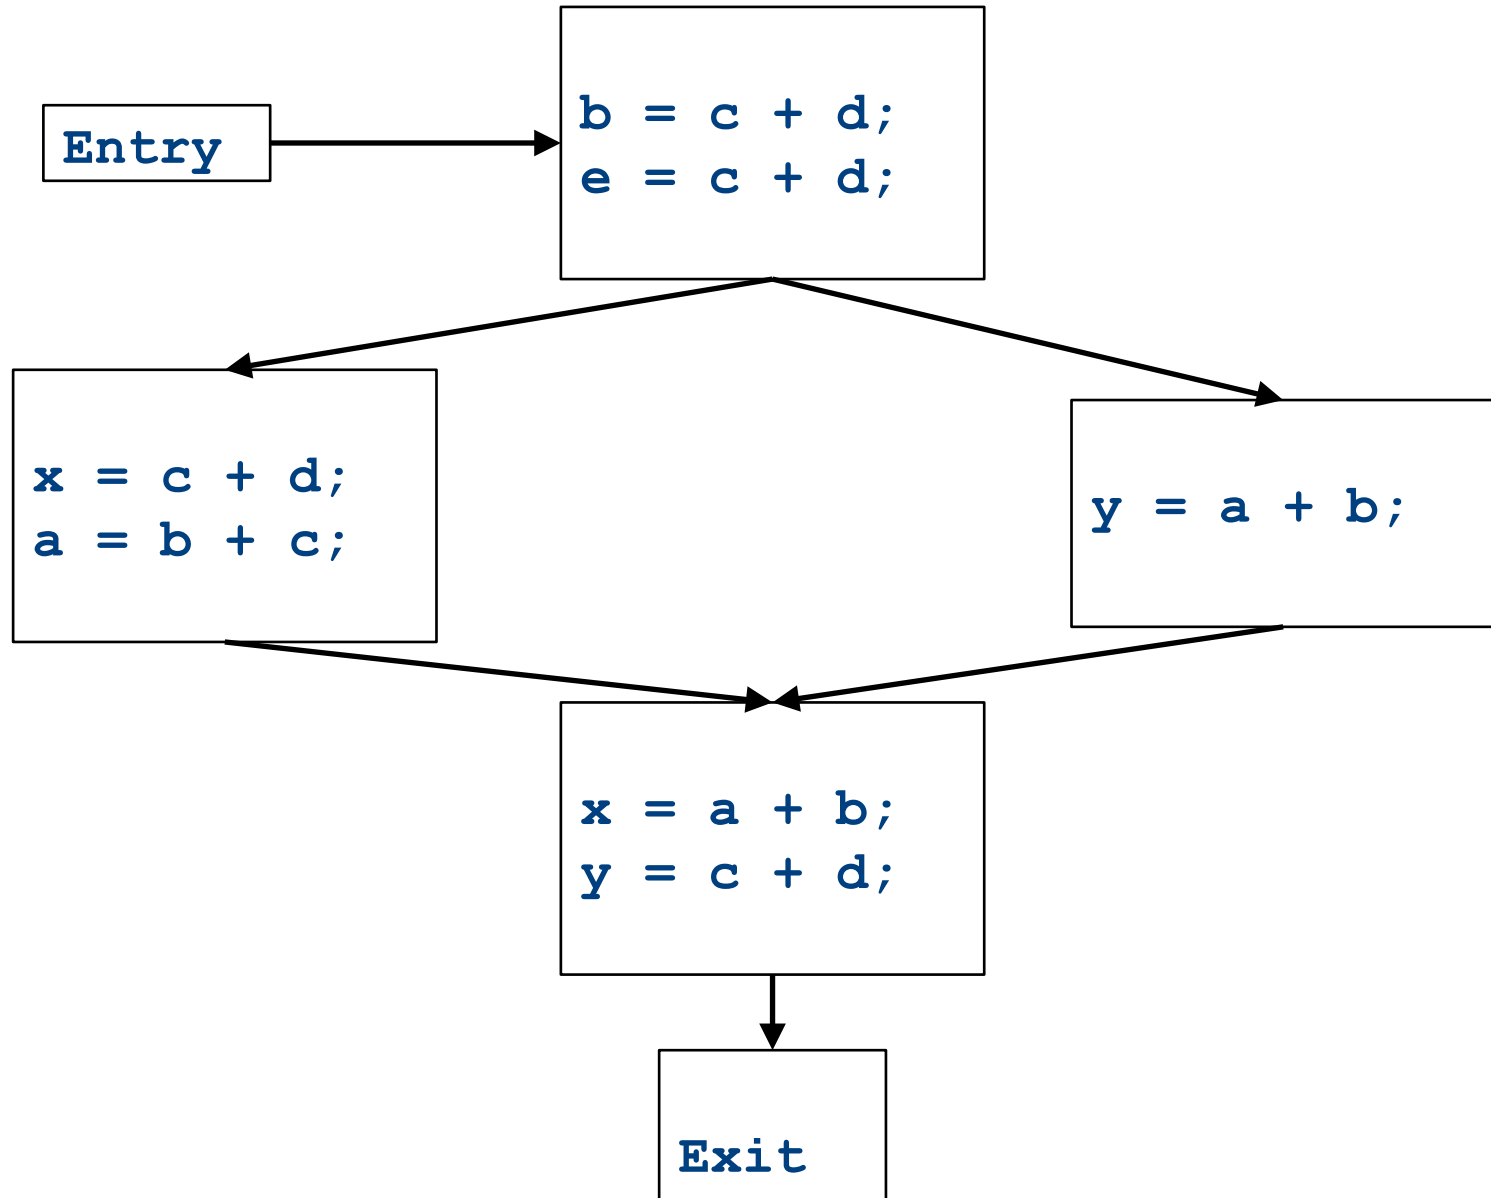 Entry
b = c + d;
e = c + d;
x = c + d;
a = b + c;
y = a + b;
x = a + b;
y = c + d;
Exit